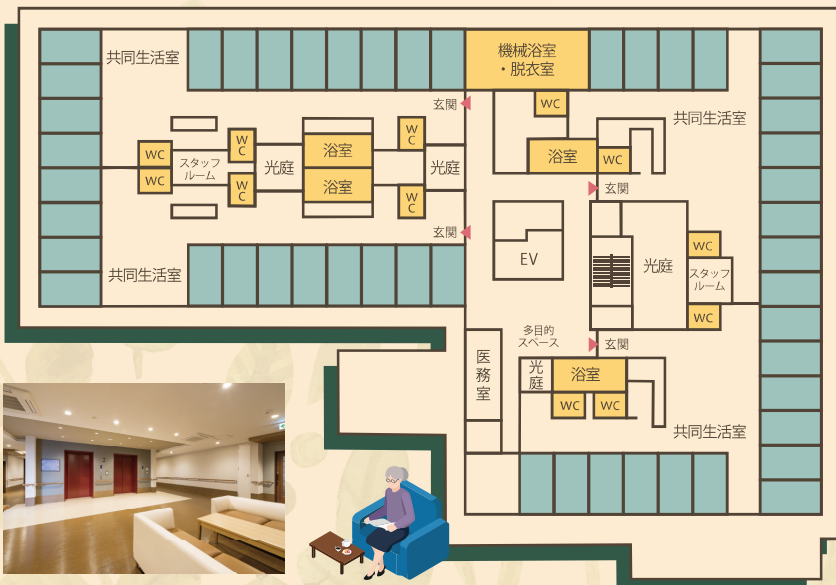 共同生活室
機械浴室
・脱衣室
玄関
WC
共同生活室
WC
WC
スタッフ
ルーム
WC
WC
光庭
浴室
浴室
WC
WC
光庭
浴室
WC
玄関
玄関
共同生活室
EV
光庭
WC
スタッフ
ルーム
WC
多目的
スペース
玄関
医務室
光庭
浴室
WC
WC
共同生活室
2